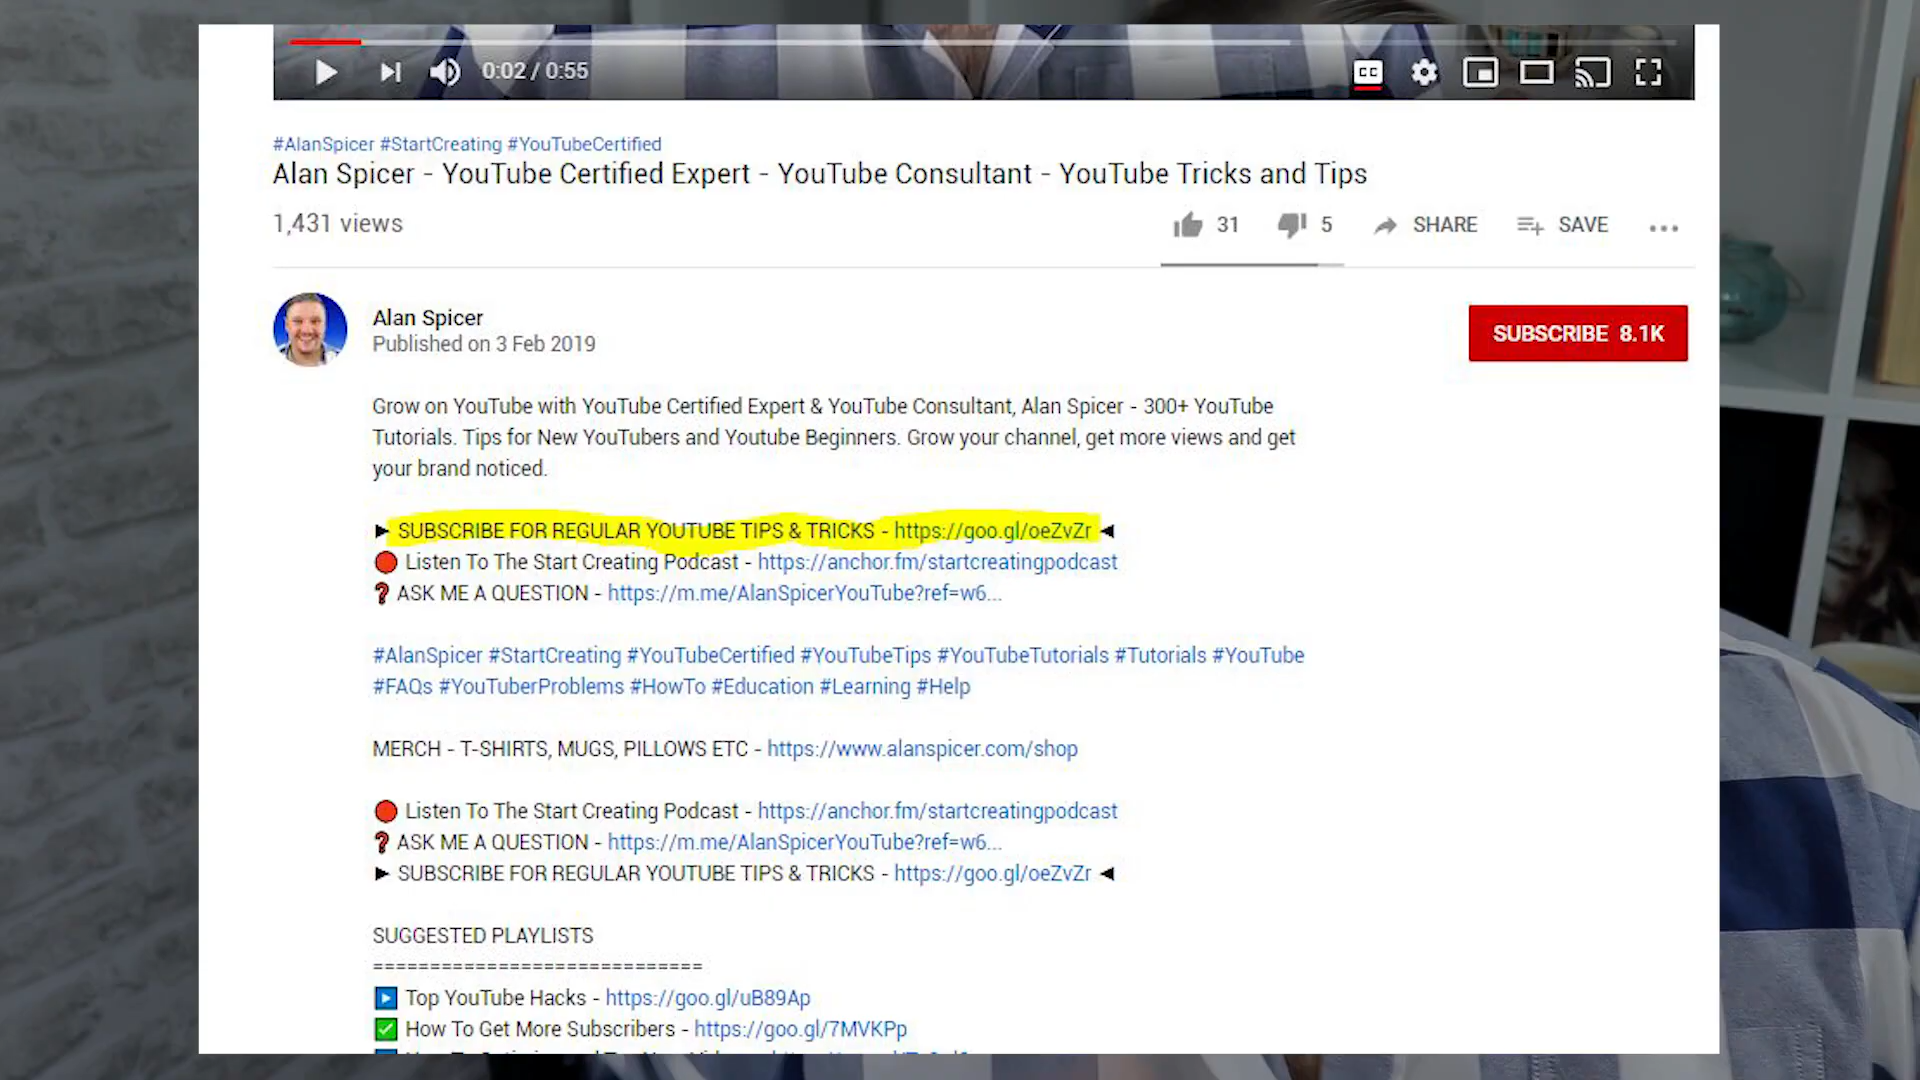 0:02 / 0:55
CC
#AlanSpicer #StartCreating #YouTubeCertified
Alan Spicer - YouTube Certified Expert - YouTube Consultant - YouTube Tricks and Tips
1,431 views
31 5 SHARE SAVE
Alan Spicer
Published on 3 Feb 2019
SUBSCRIBE 8.1K
Grow on YouTube with YouTube Certified Expert & YouTube Consultant, Alan Spicer - 300+ YouTube
Tutorials. Tips for New YouTubers and Youtube Beginners. Grow your channel, get more views and get
your brand noticed.
► SUBSCRIBE FOR REGULAR YOUTUBE TIPS & TRICKS - https://goo.gl/oeZvZr ◄
🔴 Listen To The Start Creating Podcast - https://anchor.fm/startcreatingpodcast
❓ ASK ME A QUESTION - https://m.me/AlanSpicerYouTube?ref=w6...
#AlanSpicer #StartCreating #YouTubeCertified #YouTubeTips #YouTubeTutorials #Tutorials #YouTube
#FAQs #YouTuberProblems #HowTo #Education #Learning #Help
MERCH - T-SHIRTS, MUGS, PILLOWS ETC - https://www.alanspicer.com/shop
🔴 Listen To The Start Creating Podcast - https://anchor.fm/startcreatingpodcast
❓ ASK ME A QUESTION - https://m.me/AlanSpicerYouTube?ref=w6...
► SUBSCRIBE FOR REGULAR YOUTUBE TIPS & TRICKS - https://goo.gl/oeZvZr ◄
SUGGESTED PLAYLISTS
=============================
▶ Top YouTube Hacks - https://goo.gl/uB89Ap
✅ How To Get More Subscribers - https://goo.gl/7MVKPp